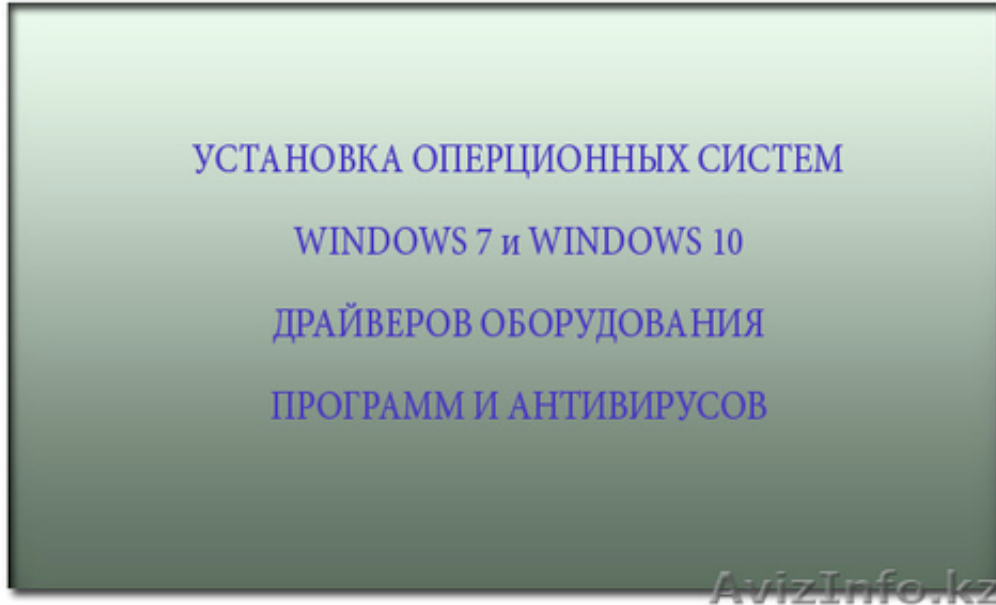 УСТАНОВКА ОПЕРЦИОННЫХ СИСТЕМ
WINDOWS 7 и WINDOWS 10
ДРАЙВЕРОВ ОБОРУДОВАНИЯ
ПРОГРАММ И АНТИВИРУСОВ
AvizInfo.kz